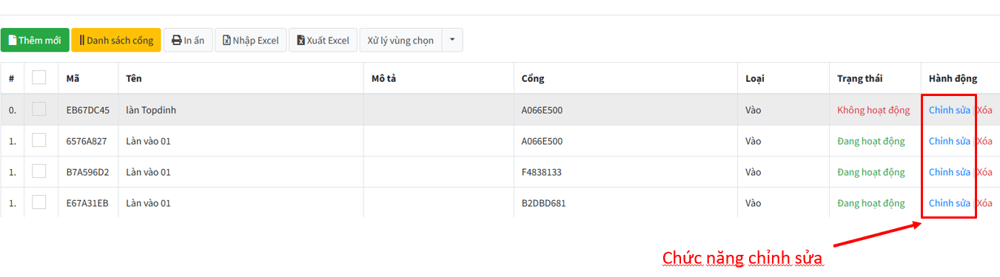 Thêm mới Danh sách cổng In ấn Nhập Excel Xuất Excel Xử lý vùng chọn
# Mã Tên Mô tả Cổng Loại Trạng thái Hành động
0. EB67DC45 làn Topdinh A066E500 Vào Không hoạt động Chỉnh sửa | Xóa
1. 6576A827 Làn vào 01 A066E500 Vào Đang hoạt động Chỉnh sửa | Xóa
1. B7A596D2 Làn vào 01 F4838133 Vào Đang hoạt động Chỉnh sửa | Xóa
1. E67A31EB Làn vào 01 B2DBD681 Vào Đang hoạt động Chỉnh sửa | Xóa
Chức năng chỉnh sửa